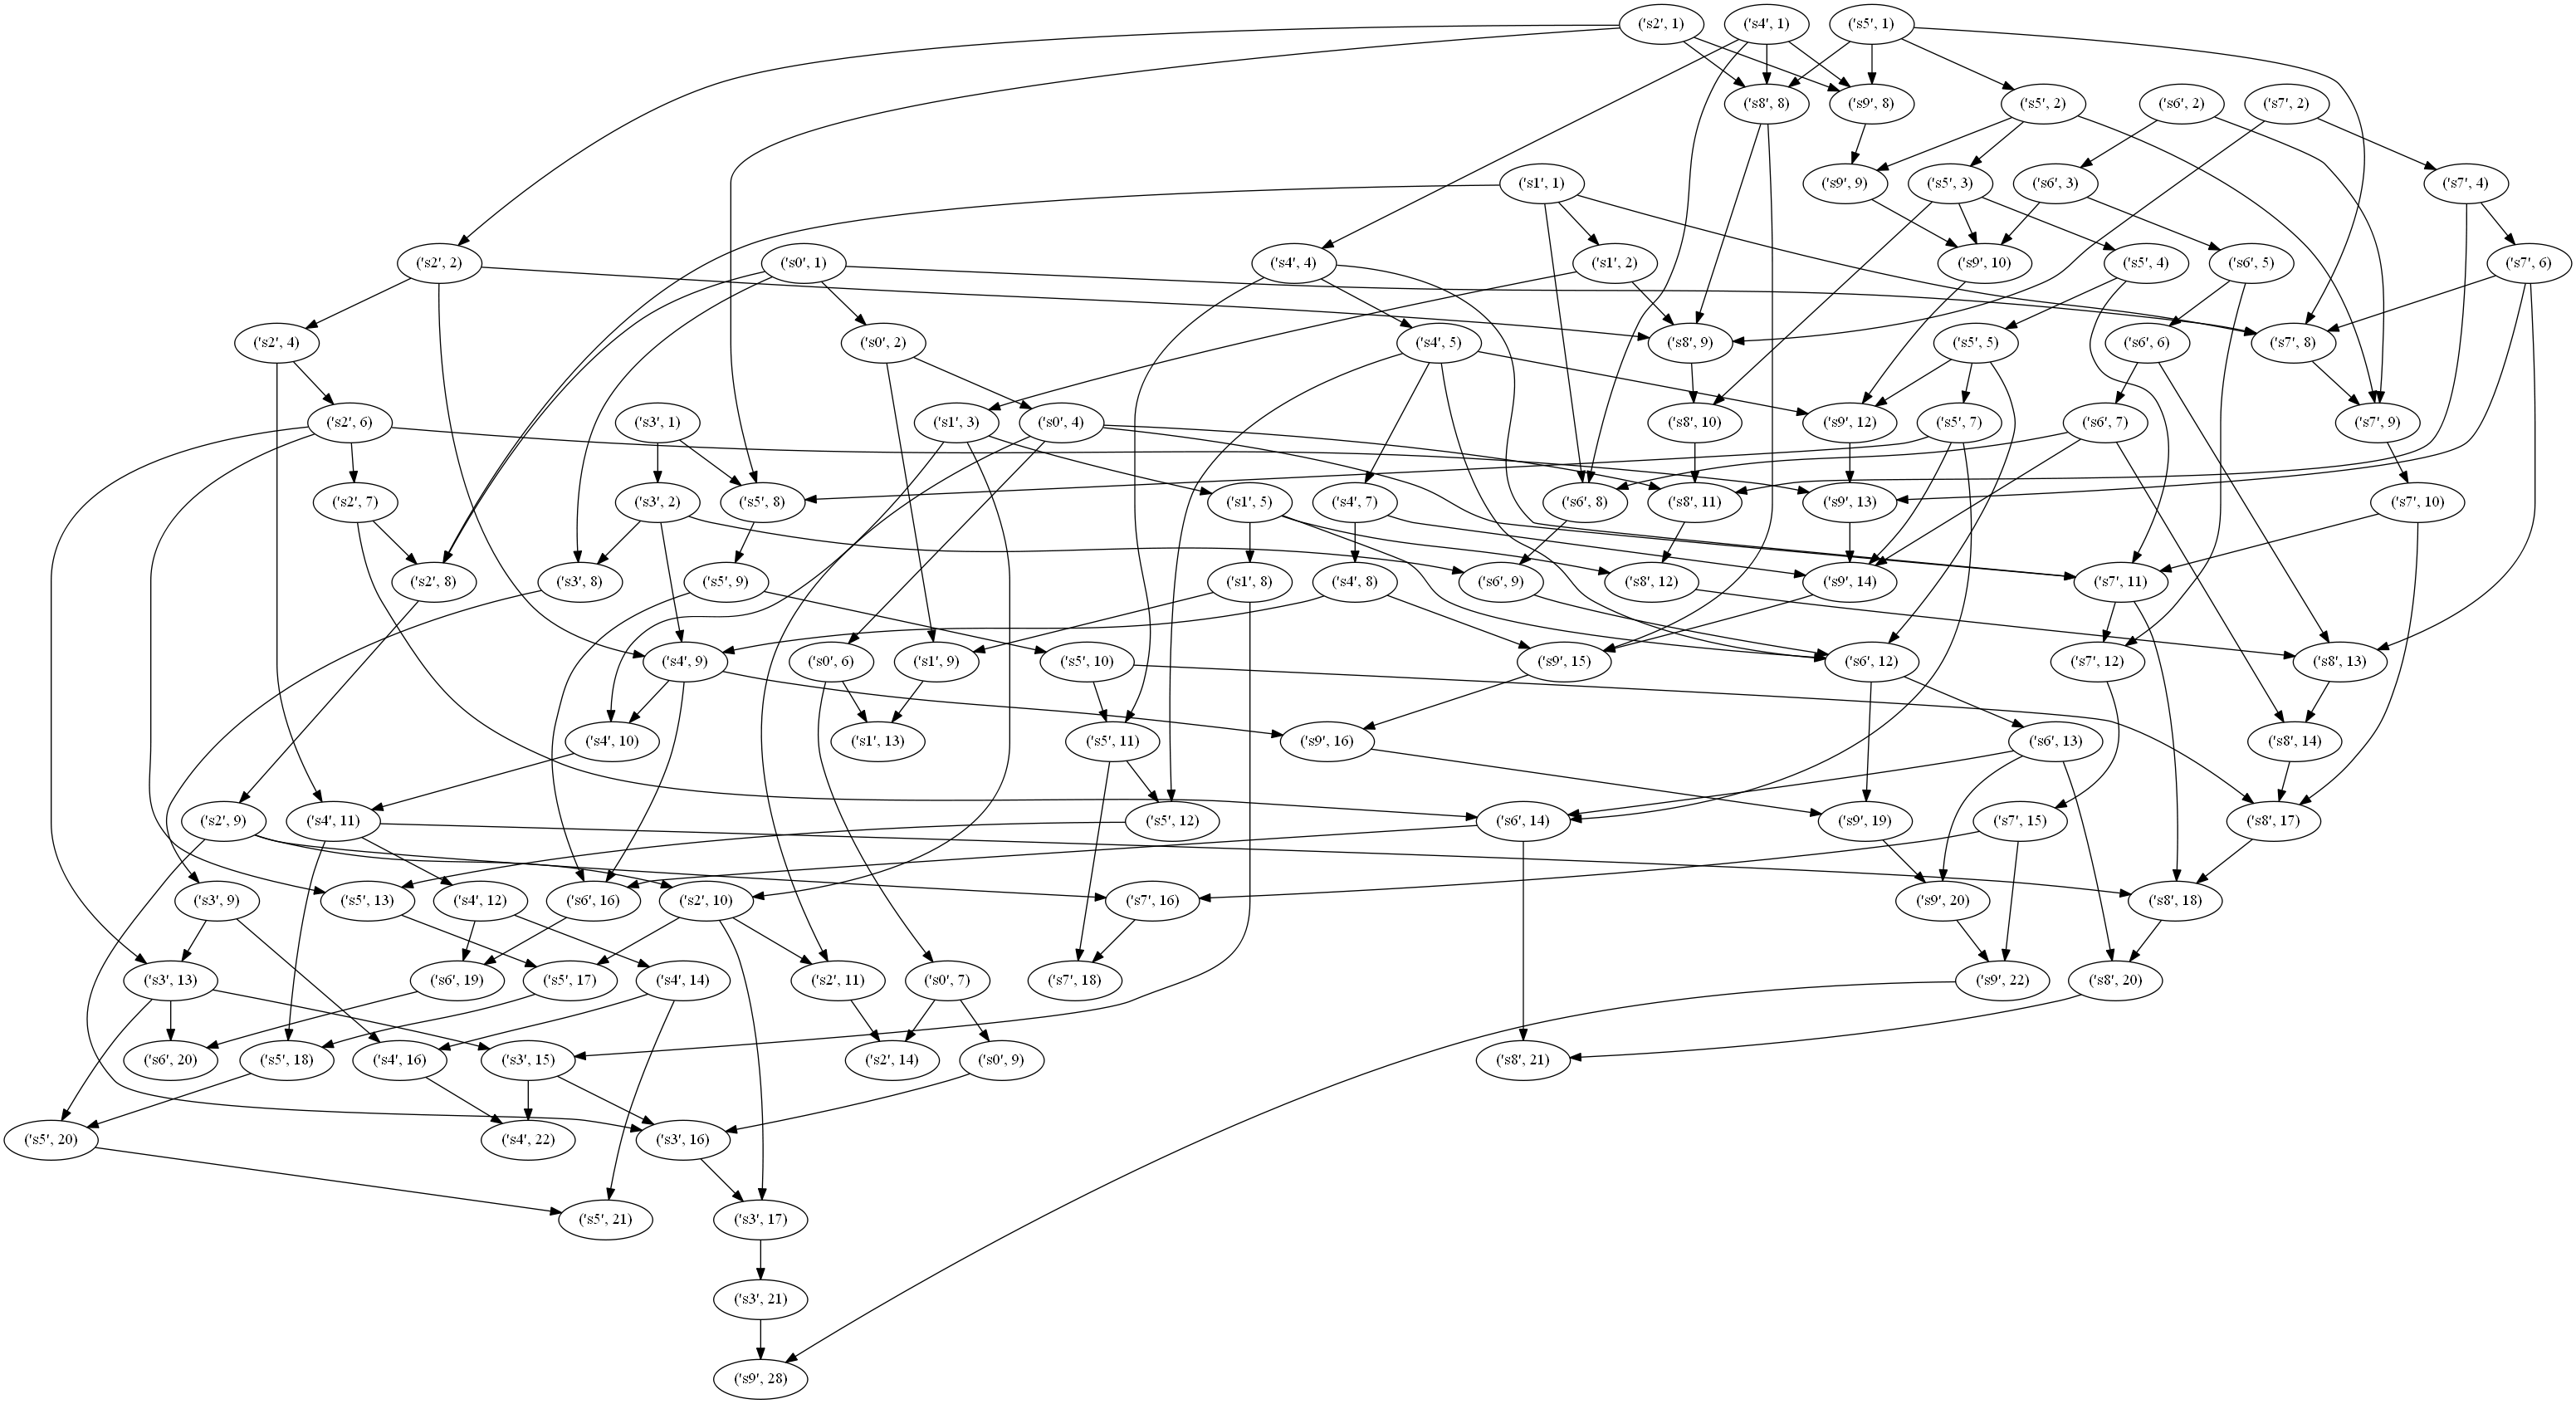 ('s2', 1)
('s4', 1)
('s5', 1)
('s8', 8)
('s9', 8)
('s5', 2)
('s6', 2)
('s7', 2)
('s1', 1)
('s9', 9)
('s5', 3)
('s6', 3)
('s7', 4)
('s2', 2)
('s0', 1)
('s4', 4)
('s1', 2)
('s9', 10)
('s5', 4)
('s6', 5)
('s7', 6)
('s2', 4)
('s0', 2)
('s4', 5)
('s8', 9)
('s5', 5)
('s6', 6)
('s7', 8)
('s2', 6)
('s3', 1)
('s1', 3)
('s0', 4)
('s8', 10)
('s9', 12)
('s5', 7)
('s6', 7)
('s7', 9)
('s2', 7)
('s3', 2)
('s5', 8)
('s1', 5)
('s4', 7)
('s6', 8)
('s8', 11)
('s9', 13)
('s7', 10)
('s2', 8)
('s3', 8)
('s5', 9)
('s1', 8)
('s4', 8)
('s6', 9)
('s8', 12)
('s9', 14)
('s7', 11)
('s4', 9)
('s0', 6)
('s1', 9)
('s5', 10)
('s9', 15)
('s6', 12)
('s7', 12)
('s8', 13)
('s4', 10)
('s1', 13)
('s5', 11)
('s9', 16)
('s6', 13)
('s8', 14)
('s2', 9)
('s4', 11)
('s5', 12)
('s6', 14)
('s9', 19)
('s7', 15)
('s8', 17)
('s3', 9)
('s5', 13)
('s4', 12)
('s6', 16)
('s2', 10)
('s7', 16)
('s9', 20)
('s8', 18)
('s3', 13)
('s6', 19)
('s5', 17)
('s4', 14)
('s2', 11)
('s0', 7)
('s7', 18)
('s9', 22)
('s8', 20)
('s6', 20)
('s5', 18)
('s4', 16)
('s3', 15)
('s2', 14)
('s0', 9)
('s8', 21)
('s5', 20)
('s4', 22)
('s3', 16)
('s5', 21)
('s3', 17)
('s3', 21)
('s9', 28)